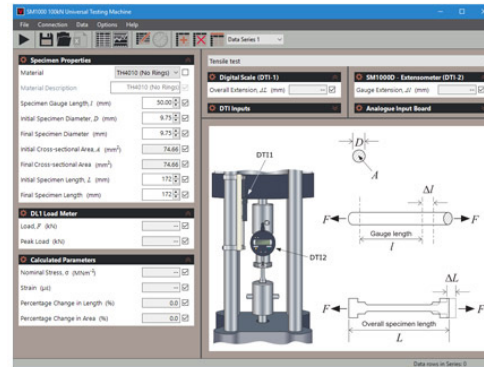 SM1000 100kN Universal Testing Machine
File Connection Data Options Help
Data Series 1
Specimen Properties
Material TH4010 (No Rings)
Material Description TH4010 (No Rings)
Specimen Gauge Length, l (mm) 50.00
Initial Specimen Diameter, D (mm) 9.75
Final Specimen Diameter (mm) 9.75
Initial Cross-sectional Area, A (mm²) 74.66
Final Cross-sectional Area (mm²) 74.66
Initial Specimen Length, L (mm) 172
Final Specimen Length (mm) 172
DL1 Load Meter
Load, F (kN) --
Peak Load (kN) --
Calculated Parameters
Nominal Stress, σ (MNm⁻²) --
Strain (με) --
Percentage Change in Length (%) 0.0
Percentage Change in Area (%) 0.0
Tensile test
Digital Scale (DTI-1)
Overall Extension, ΔL (mm) --
SM1000D - Extensometer (DTI-2)
Gauge Extension, Δl (mm) --
DTI Inputs
Analogue Input Board
DTI1
DTI2
D
A
Δl
F F
Gauge length
l
ΔL
F F
Overall specimen length
L
Data rows in Series: 0